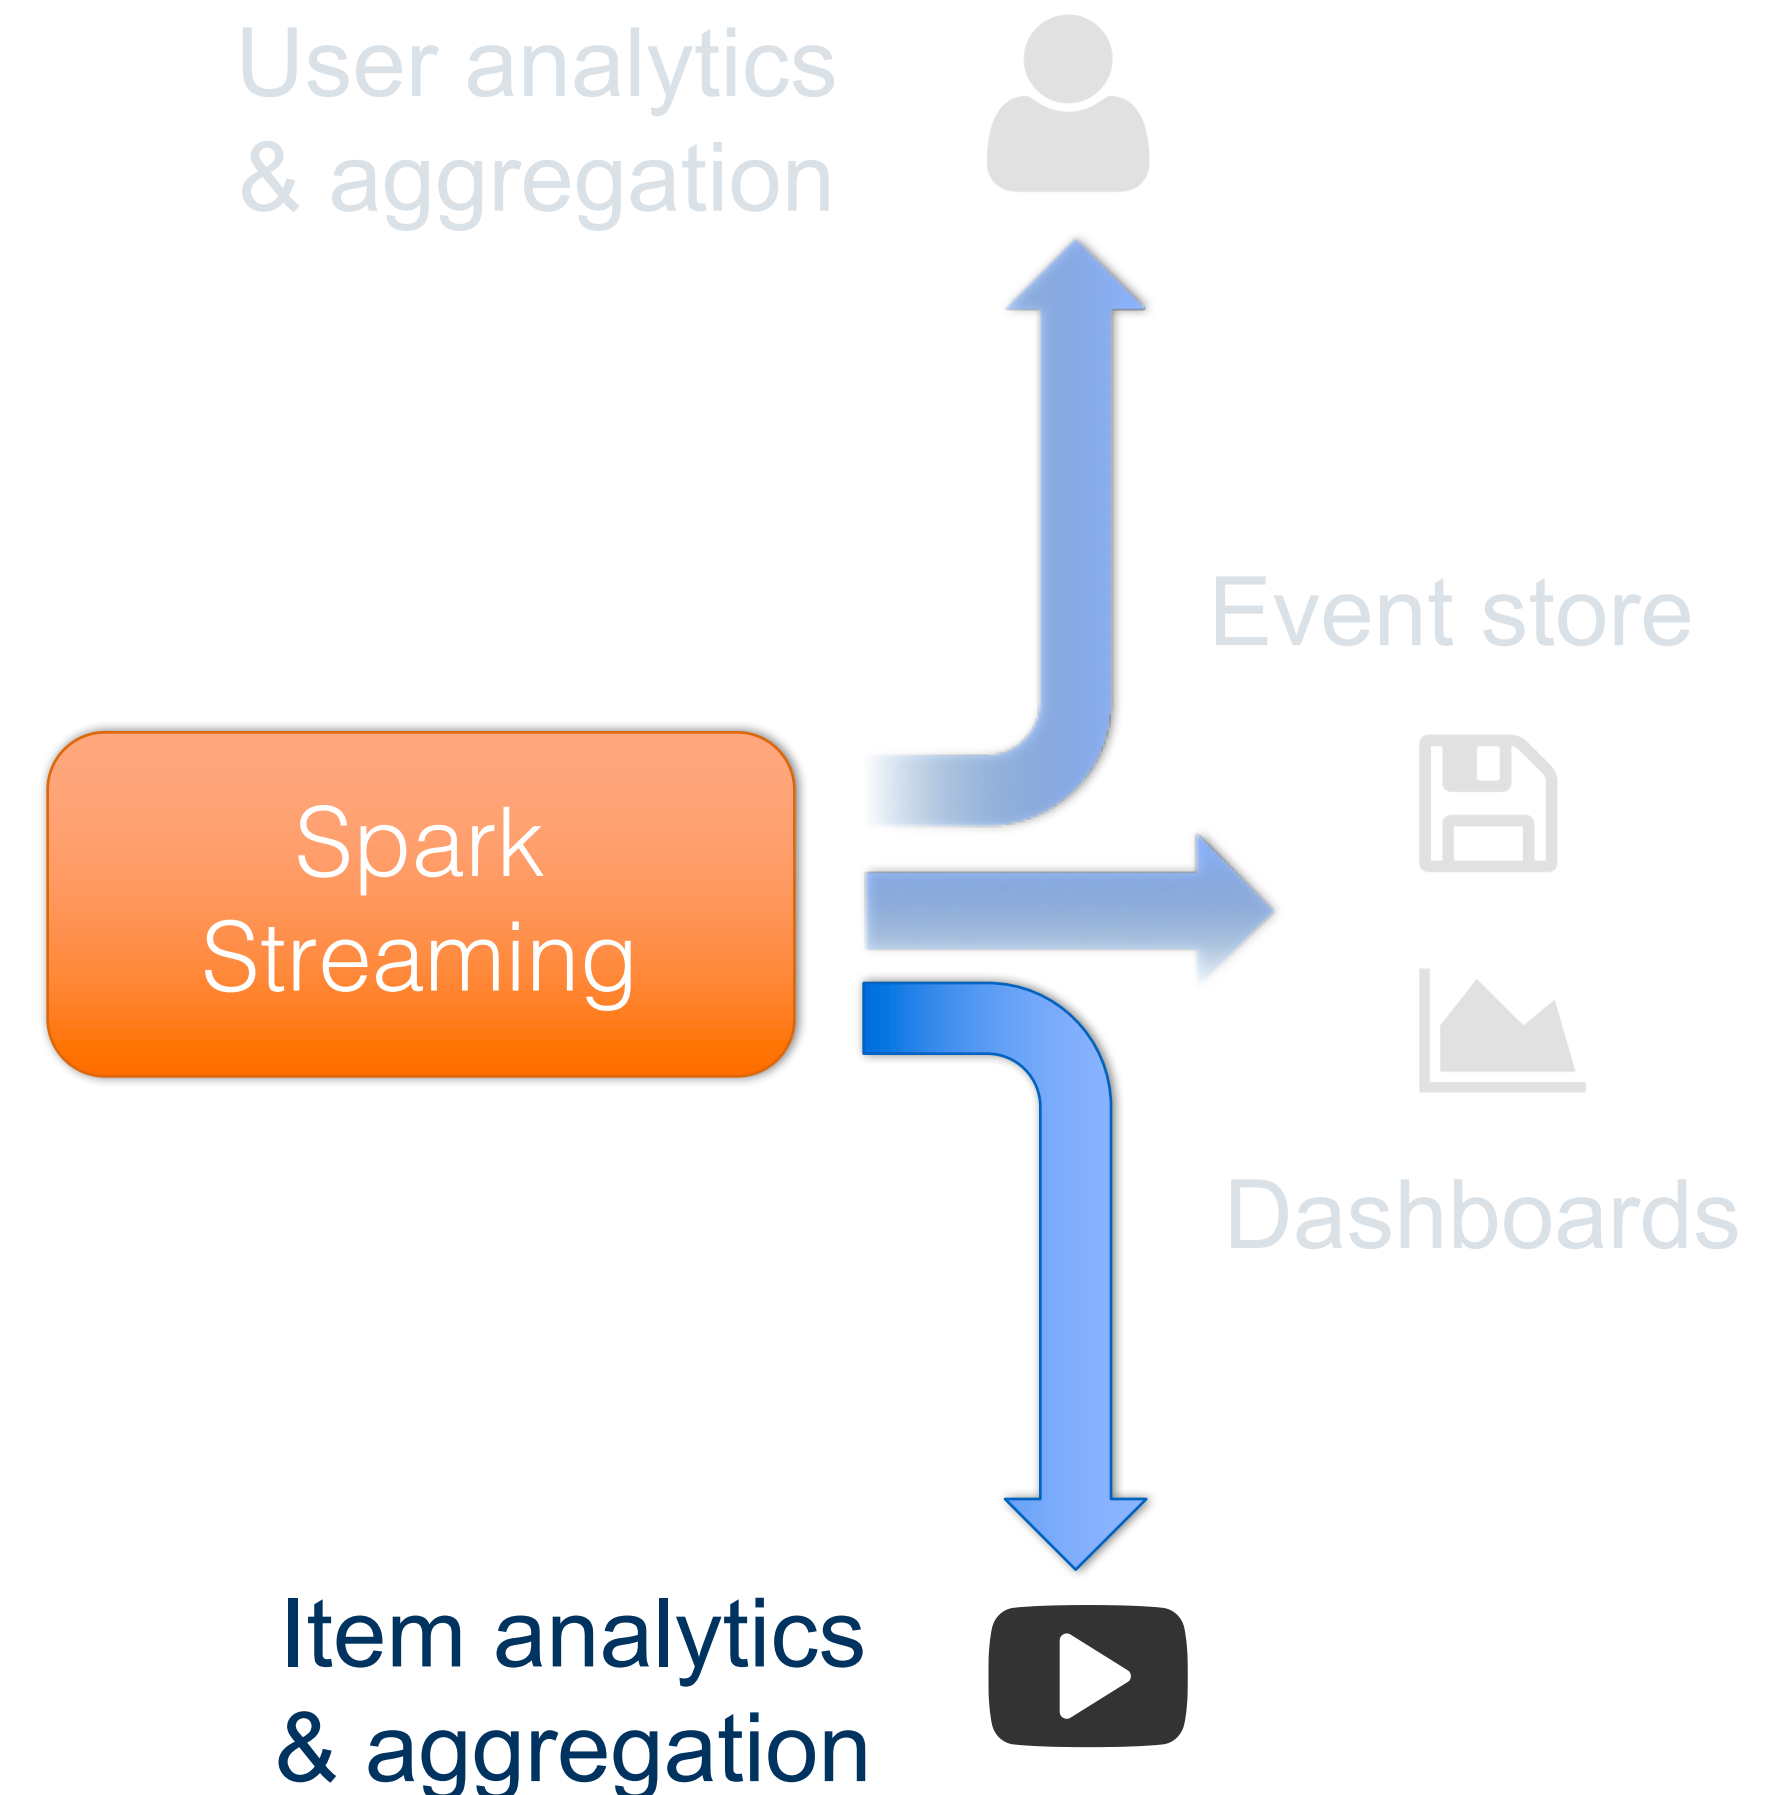 User analytics
& aggregation
Event store
Spark
Streaming
Dashboards
Item analytics
& aggregation